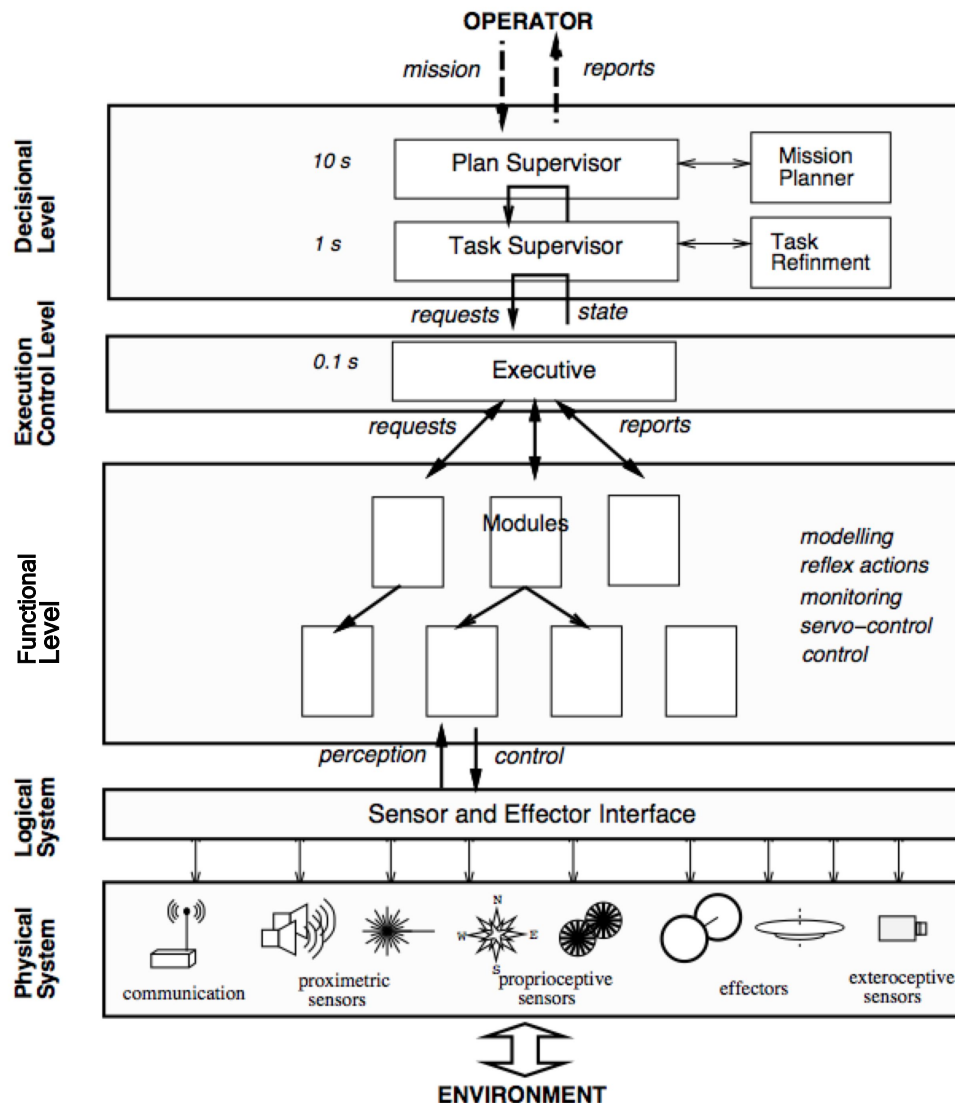 OPERATOR
mission
reports
Decisional
Level
10 s
Plan Supervisor
Mission
Planner
1 s
Task Supervisor
Task
Refinment
requests
state
Execution
Control Level
0.1 s
Executive
requests
reports
Functional
Level
Modules
modelling
reflex actions
monitoring
servo-control
control
perception
control
Logical
System
Sensor and Effector Interface
Physical
System
N
W
E
S
communication
proximetric
sensors
proprioceptive
sensors
effectors
exteroceptive
sensors
ENVIRONMENT